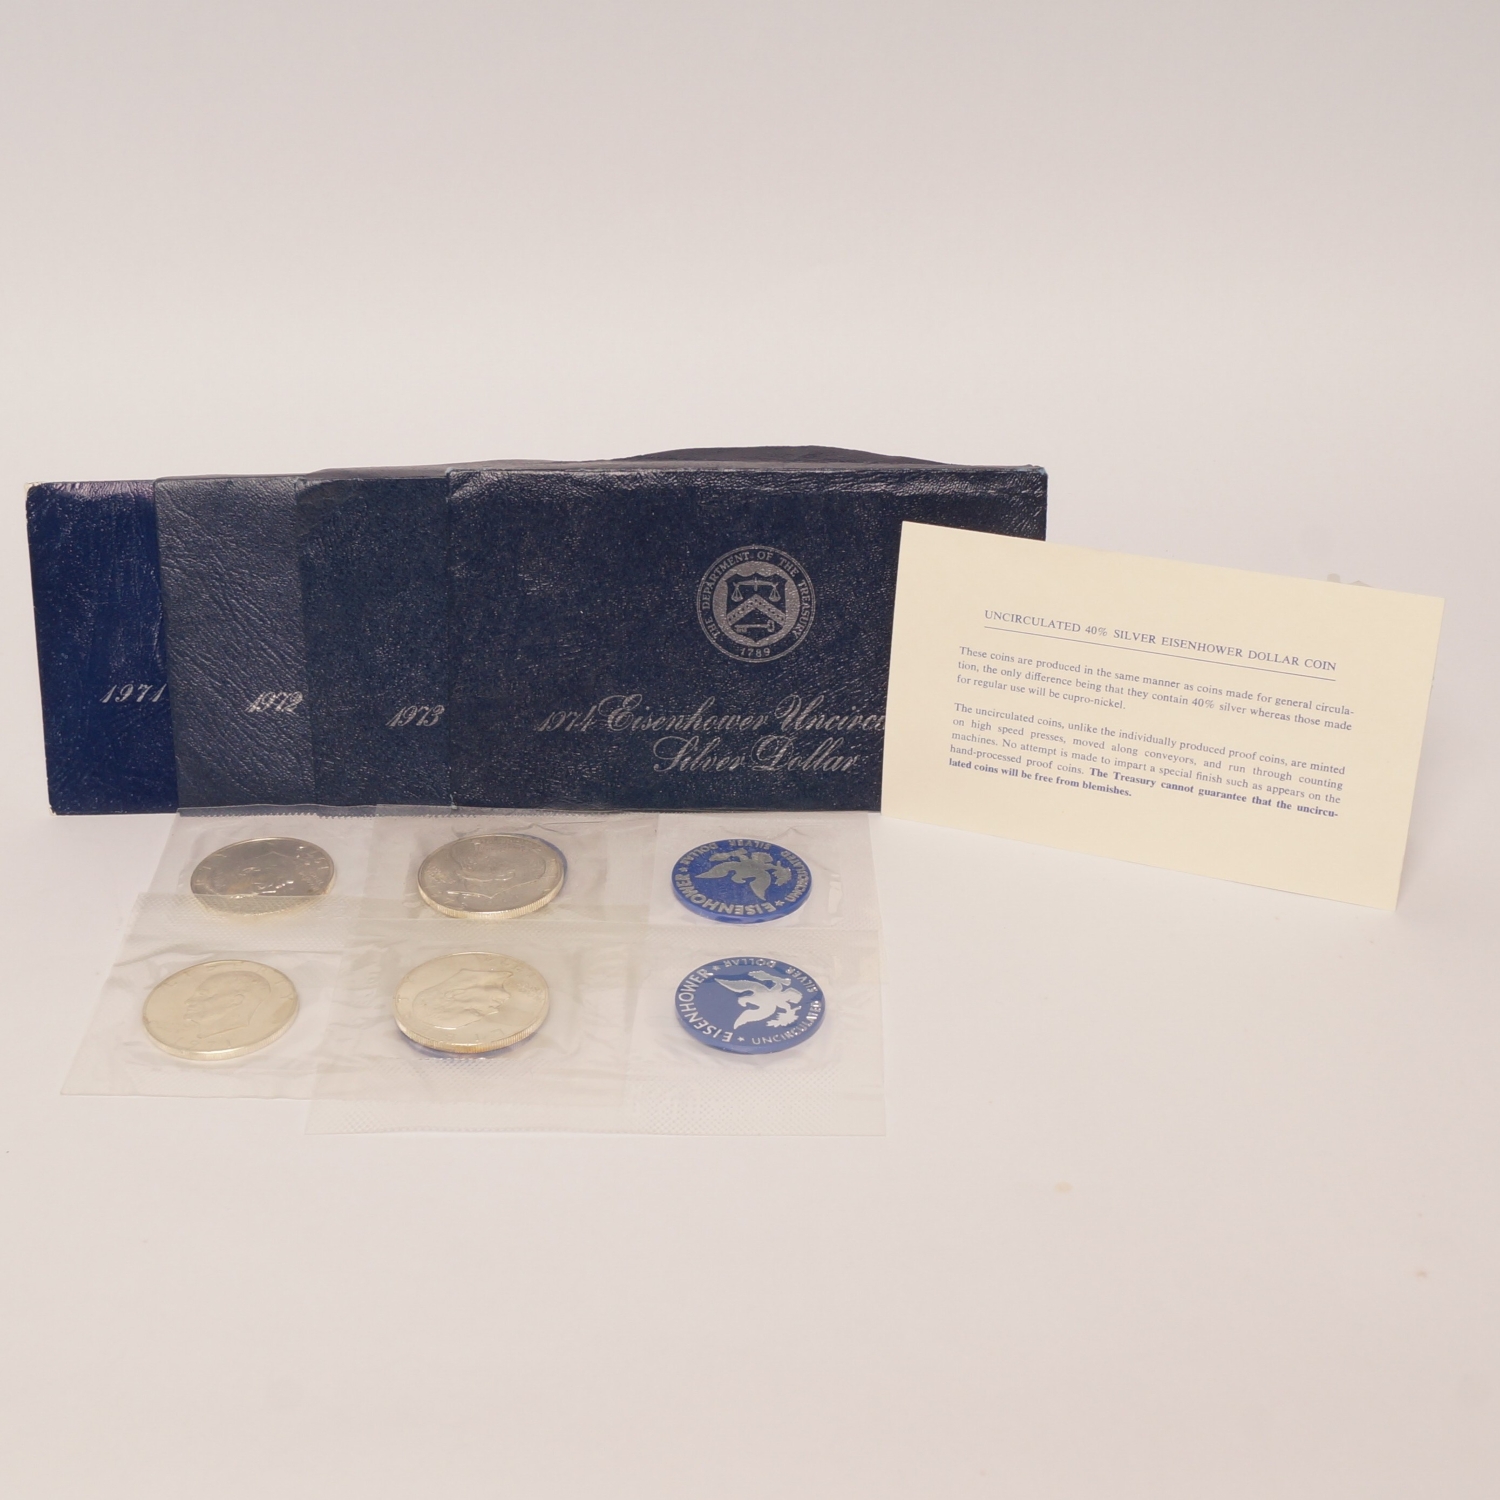 1971
1972
1973
1974 Eisenhower
Silver Dollar
THE DEPARTMENT OF THE TREASURY
1789
UNCIRCULATED 40% SILVER EISENHOWER DOLLAR COIN
These coins are produced in the same manner as coins made for general circula-
tion, the only difference being that they contain 40% silver whereas those made
for regular use will be cupro-nickel.
The uncirculated coins, unlike the individually produced proof coins, are minted
on high speed presses, moved along conveyors, and run through counting
machines. No attempt is made to impart a special finish such as appears on the
hand-processed proof coins. The Treasury cannot guarantee that the uncircu-
lated coins will be free from blemishes.
EISENHOWER
UNCIRCULATED SILVER DOLLAR
EISENHOWER
UNCIRCULATED SILVER DOLLAR